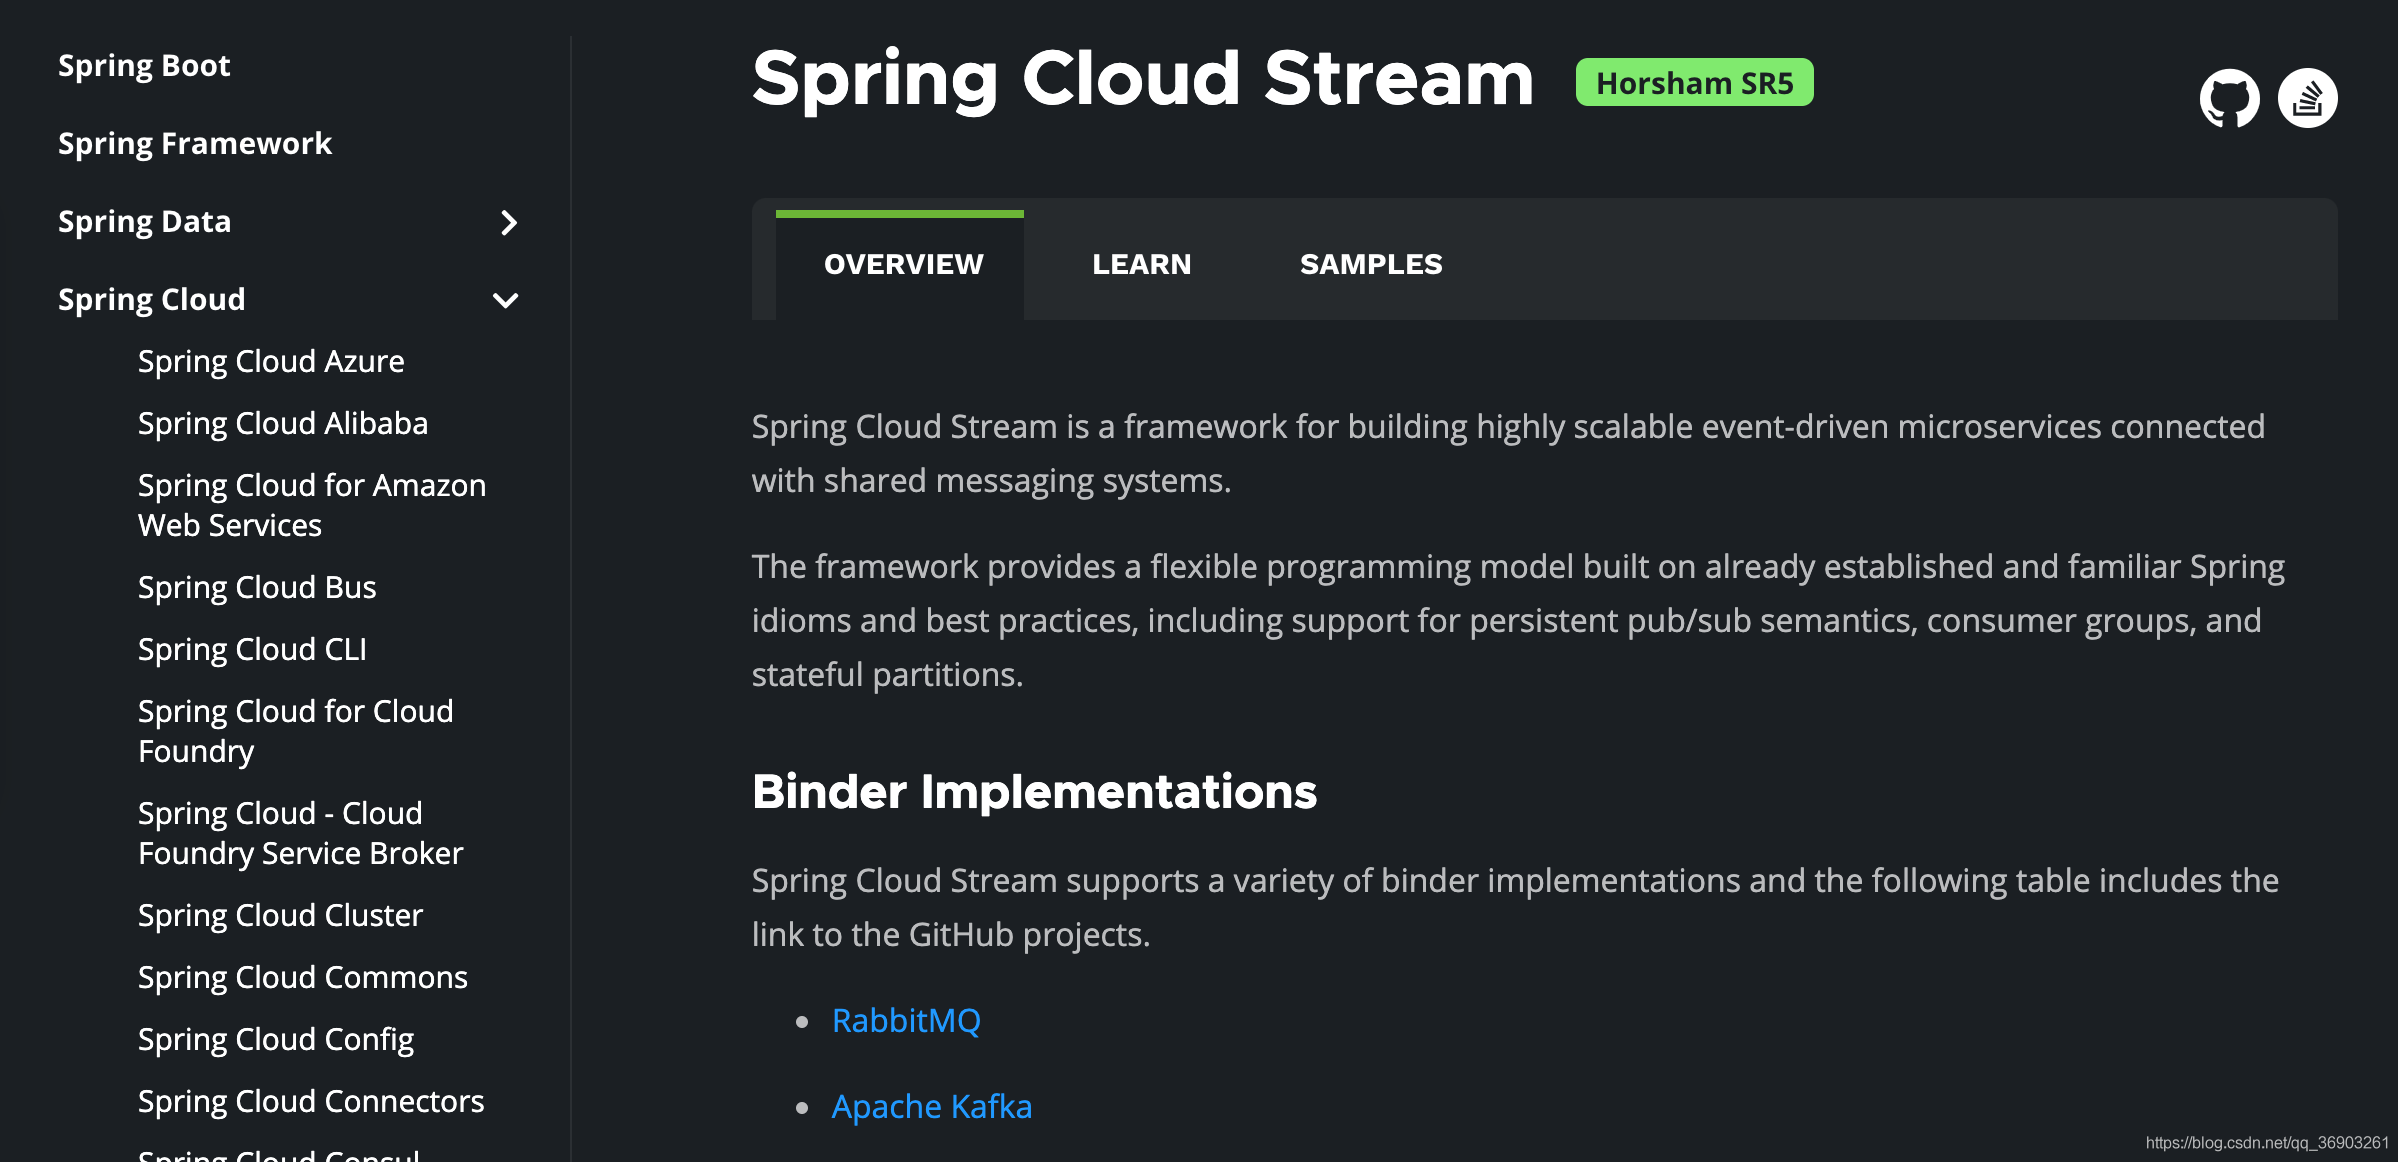 Spring Boot
Spring Framework
Spring Data
Spring Cloud
Spring Cloud Azure
Spring Cloud Alibaba
Spring Cloud for Amazon
Web Services
Spring Cloud Bus
Spring Cloud CLI
Spring Cloud for Cloud
Foundry
Spring Cloud - Cloud
Foundry Service Broker
Spring Cloud Cluster
Spring Cloud Commons
Spring Cloud Config
Spring Cloud Connectors
Spring Cloud Consul
Spring Cloud Stream
Horsham SR5
OVERVIEW
LEARN
SAMPLES
Spring Cloud Stream is a framework for building highly scalable event-driven microservices connected
with shared messaging systems.
The framework provides a flexible programming model built on already established and familiar Spring
idioms and best practices, including support for persistent pub/sub semantics, consumer groups, and
stateful partitions.
Binder Implementations
Spring Cloud Stream supports a variety of binder implementations and the following table includes the
link to the GitHub projects.
RabbitMQ
Apache Kafka
https://blog.csdn.net/qq_36903261